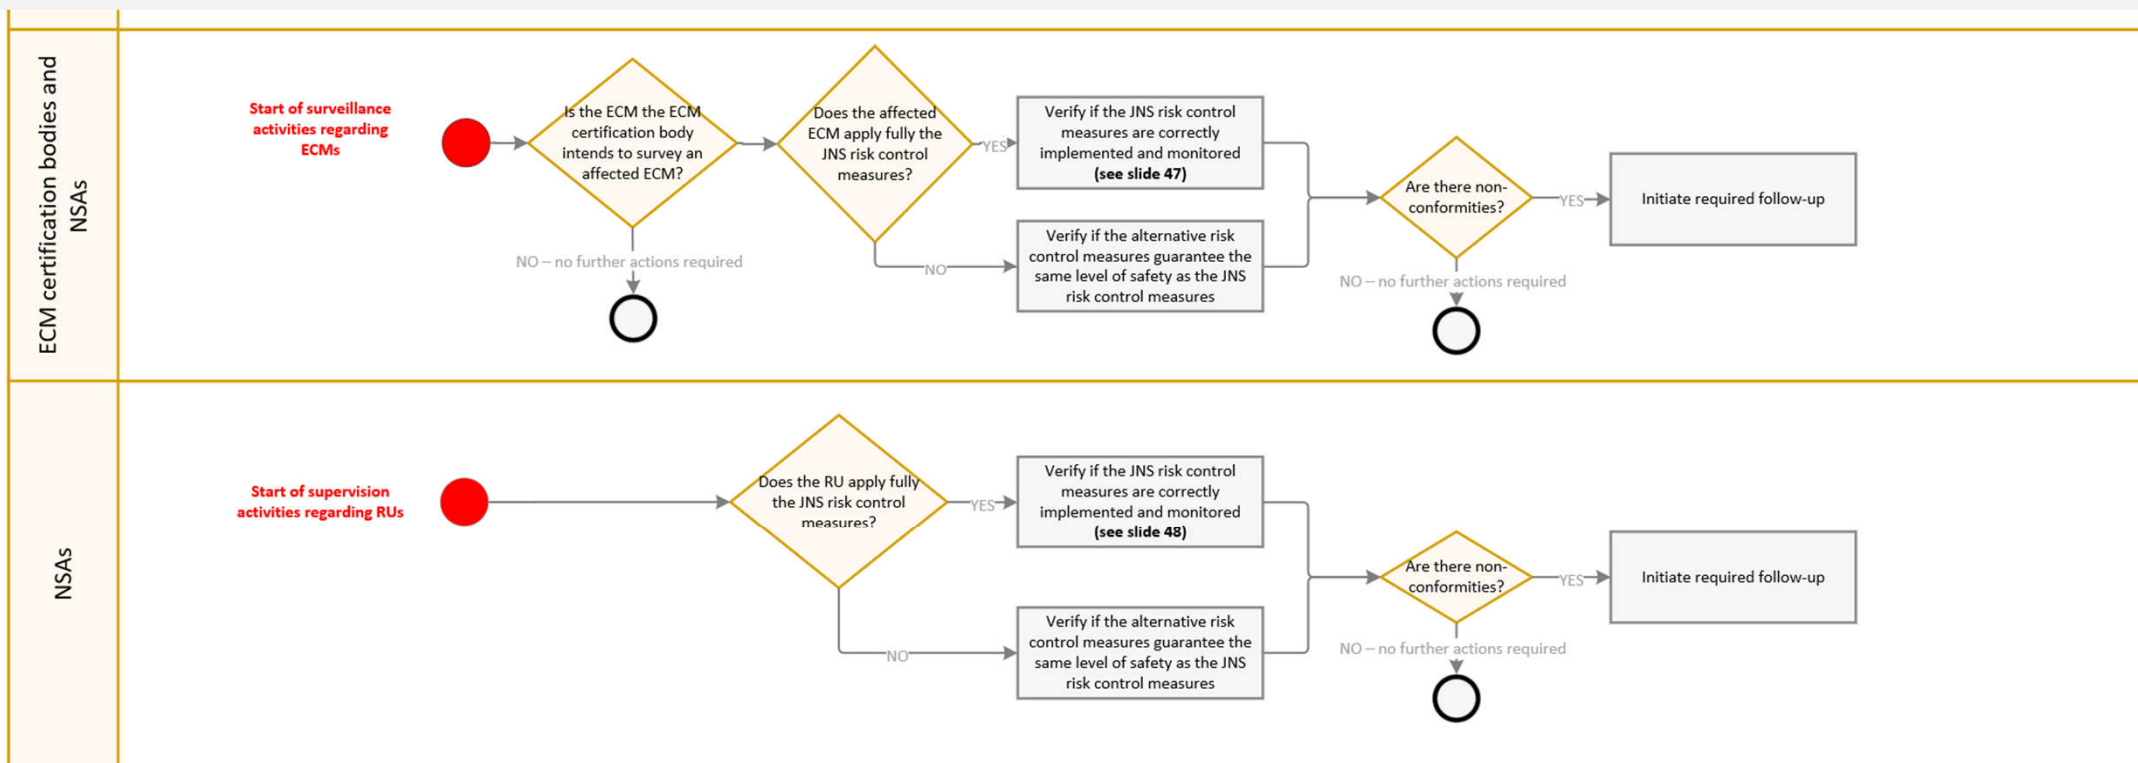 ECM certification bodies and
NSAs
Start of surveillance
activities regarding
ECMs
Is the ECM the ECM
certification body
intends to survey an
affected ECM?
NO – no further actions required
Does the affected
ECM apply fully the
JNS risk control
measures?
YES
NO
Verify if the JNS risk control
measures are correctly
implemented and monitored
(see slide 47)
Verify if the alternative risk
control measures guarantee the
same level of safety as the JNS
risk control measures
Are there non-
conformities?
YES
NO – no further actions required
Initiate required follow-up
NSAs
Start of supervision
activities regarding RUs
Does the RU apply fully
the JNS risk control
measures?
YES
NO
Verify if the JNS risk control
measures are correctly
implemented and monitored
(see slide 48)
Verify if the alternative risk
control measures guarantee the
same level of safety as the JNS
risk control measures
Are there non-
conformities?
YES
NO – no further actions required
Initiate required follow-up